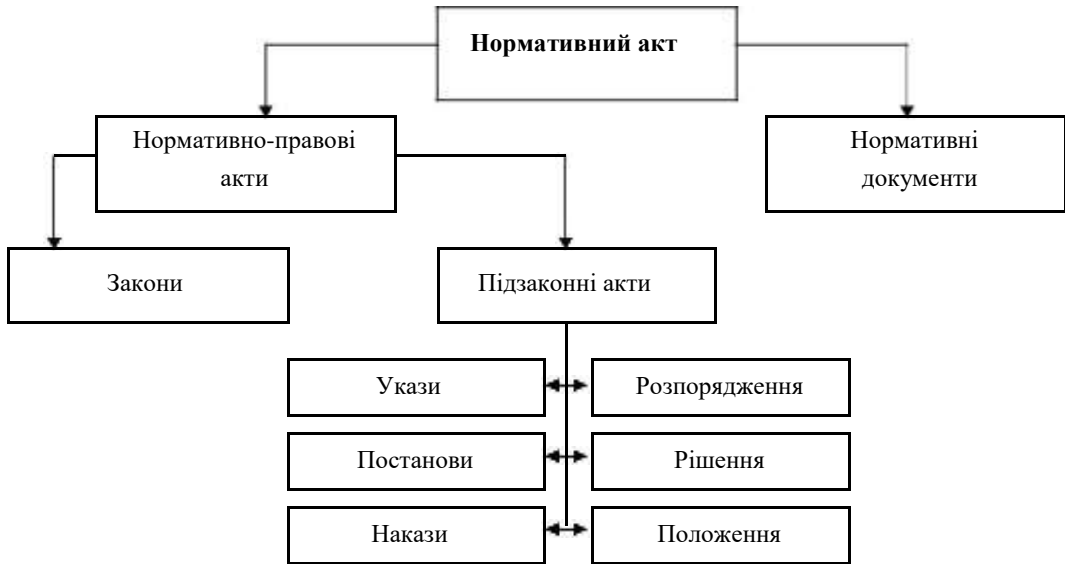 Нормативний акт
Нормативно-правові
акти
Нормативні
документи
Закони
Підзаконні акти
Укази
Розпорядження
Постанови
Рішення
Накази
Положення